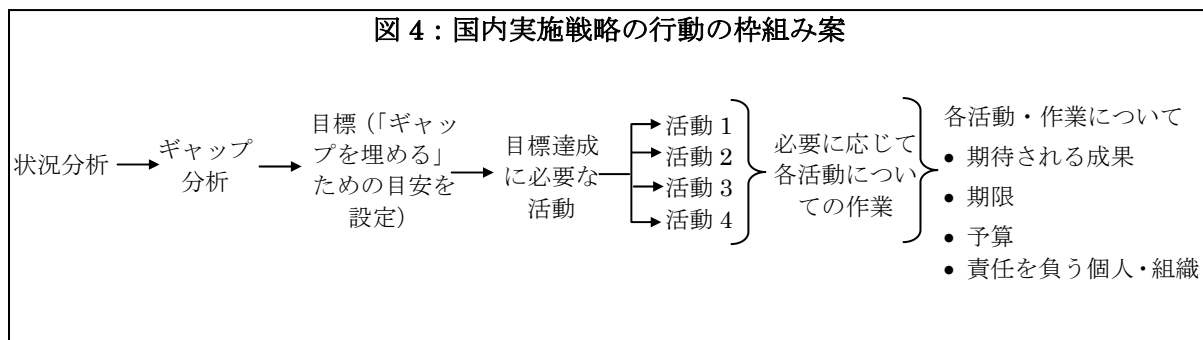 図 4：国内実施戦略の行動の枠組み案
状況分析
ギャップ
分析
目標（「ギャッ
プを埋める」
ための目安を
設定）
目標達成
に必要な
活動
活動 1
活動 2
活動 3
活動 4
必要に応じて
各活動につい
ての作業
各活動・作業について
• 期待される成果
• 期限
• 予算
• 責任を負う個人・組織